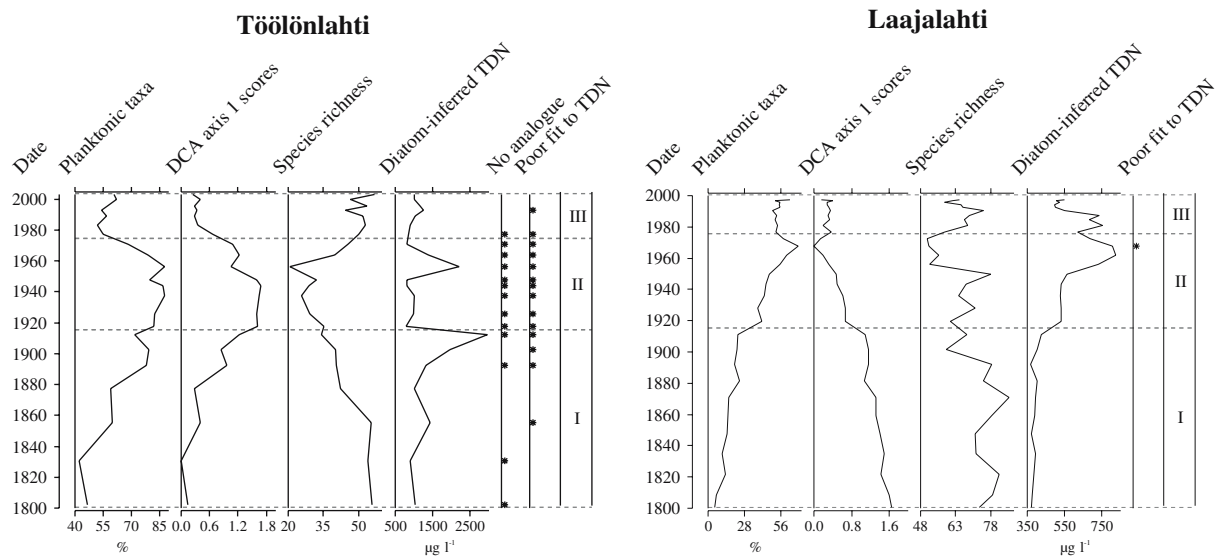 Töölönlahti
Date
Planktonic taxa
DCA axis 1 scores
Species richness
Diatom-inferred TDN
No analogue
Poor fit to TDN
2000
1980
1960
1940
1920
1900
1880
1860
1840
1820
1800
III
II
I
40 55 70 85 0.0 0.6 1.2 1.8 20 35 50 500 1500 2500
% µg l-1
Laajalahti
Date
Planktonic taxa
DCA axis 1 scores
Species richness
Diatom-inferred TDN
Poor fit to TDN
2000
1980
1960
1940
1920
1900
1880
1860
1840
1820
1800
III
II
I
0 28 56 0.0 0.8 1.6 48 63 78 350 550 750
% µg l-1